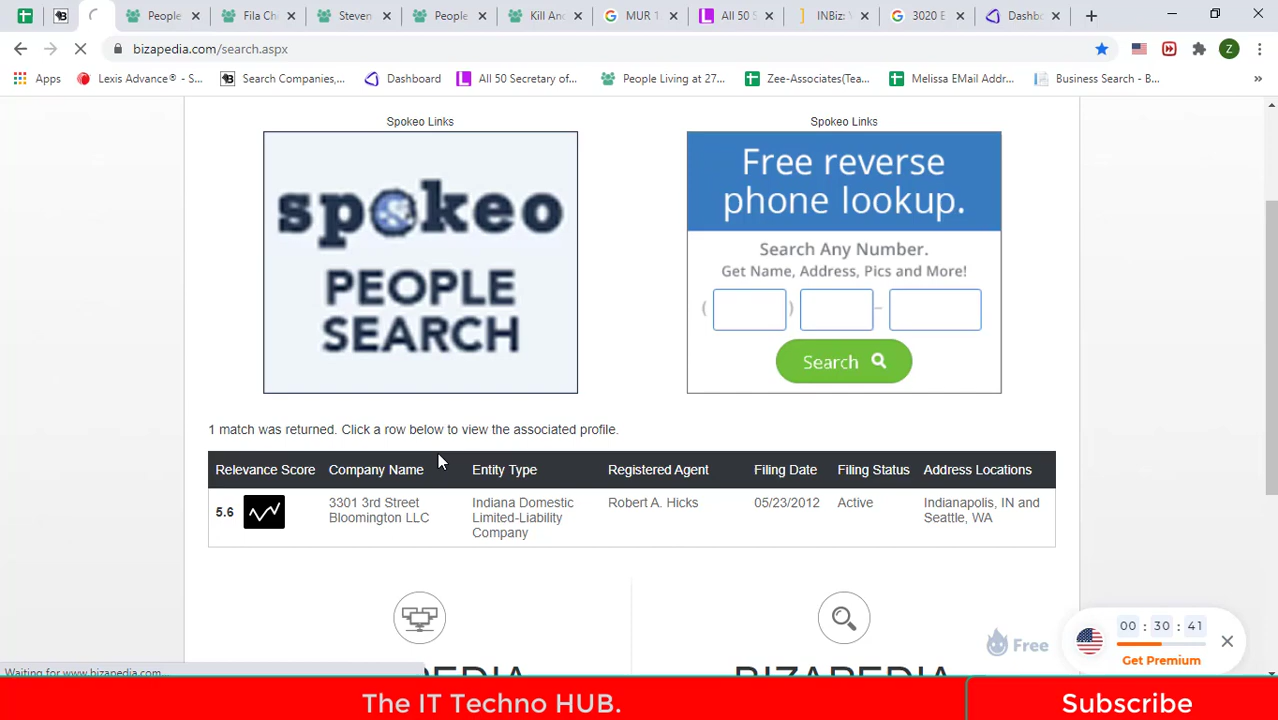 People
Fila Ch
Steven
People
Kill An
MUR T
All 50 S
INBiz: Y
3020 E
Dashbo
bizapedia.com/search.aspx
Z
Apps
Lexis Advance® - S...
Search Companies,...
Dashboard
All 50 Secretary of...
People Living at 27...
Zee-Associates(Tea...
Melissa EMail Addr...
Business Search - B...
»
Spokeo Links
Spokeo Links
spokeo
PEOPLE
SEARCH
Free reverse
phone lookup.
Search Any Number.
Get Name, Address, Pics and More!
( ) –
Search
1 match was returned. Click a row below to view the associated profile.
Relevance Score Company Name Entity Type Registered Agent Filing Date Filing Status Address Locations
5.6 3301 3rd Street Bloomington LLC Indiana Domestic Limited-Liability Company Robert A. Hicks 05/23/2012 Active Indianapolis, IN and Seattle, WA
BIZAPEDIA
Free
00 : 30 : 41
Get Premium
Waiting for www.bizapedia.com...
The IT Techno HUB.
Subscribe